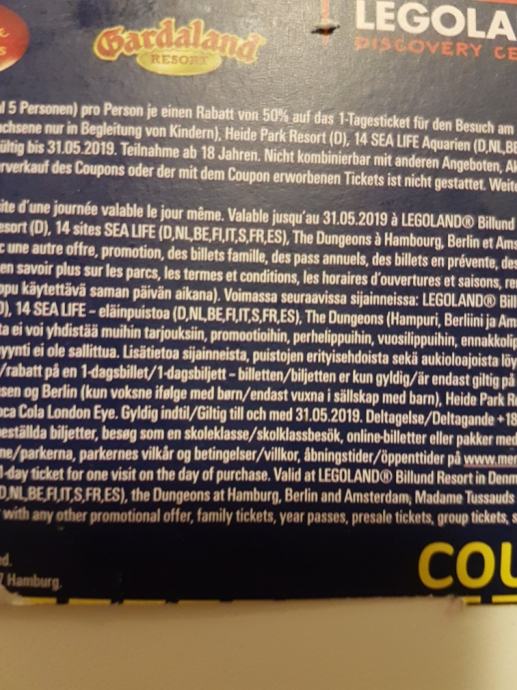 Gardaland
RESORT
LEGOLA
DISCOVERY CE
l 5 Personen) pro Person je einen Rabatt von 50% auf das 1-Tagesticket für den Besuch am
chsene nur in Begleitung von Kindern), Heide Park Resort (D), 14 SEA LIFE Aquarien (D,NL,BE
ültig bis 31.05.2019. Teilnahme ab 18 Jahren. Nicht kombinierbar mit anderen Angeboten, Ak
rverkauf des Coupons oder der mit dem Coupon erworbenen Tickets ist nicht gestattet. Weite
ite d'une journée valable le jour même. Valable jusqu'au 31.05.2019 à LEGOLAND® Billund
esort (D), 14 sites SEA LIFE (D,NL,BE,FI,IT,S,FR,ES), The Dungeons à Hambourg, Berlin et Ams
c une autre offre, promotion, des billets famille, des pass annuels, des billets en prévente, des
en savoir plus sur les parcs, les termes et conditions, les horaires d'ouvertures et saisons, ren
opu käytettävä saman päivän aikana). Voimassa seuraavissa sijainneissa: LEGOLAND® Bill
D), 14 SEA LIFE – eläinpuistoa (D,NL,BE,FI,IT,S,FR,ES), The Dungeons (Hampuri, Berliini ja Am
ta ei voi yhdistää muihin tarjouksiin, promootioihin, perhelippuihin, vuosilippuihin, ennakkolip
yynti ei ole sallittua. Lisätietoa sijainneista, puistojen erityisehdoista sekä aukioloajoista löy
/rabatt på en 1-dagsbillet/1-dagsbiljett – billetten/biljetten er kun gyldig/är endast giltig på
sen og Berlin (kun voksne ifølge med børn/endast vuxna i sällskap med barn), Heide Park Re
oca Cola London Eye. Gyldig indtil/Giltig till och med 31.05.2019. Deltagelse/Deltagande +18
eställda biljetter, besøg som en skoleklasse/skolklassbesök, online-billetter eller pakker med
ne/parkerna, parkernes vilkår og betingelser/villkor, åbningstider/öppenttider på www.mer
1-day ticket for one visit on the day of purchase. Valid at LEGOLAND® Billund Resort in Denm
D,NL,BE,FI,IT,S,FR,ES), the Dungeons at Hamburg, Berlin and Amsterdam, Madame Tussauds
with any other promotional offer, family tickets, year passes, presale tickets, group tickets, s
ed.
7 Hamburg.
COU